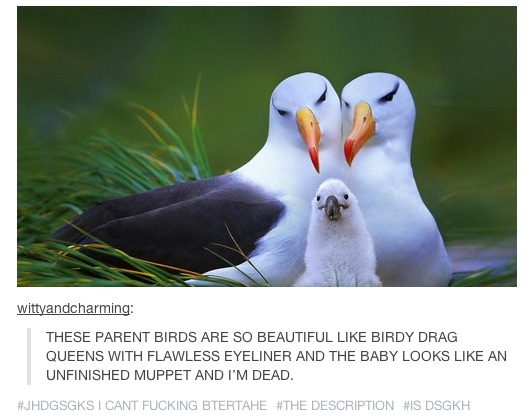 wittyandcharming:
THESE PARENT BIRDS ARE SO BEAUTIFUL LIKE BIRDY DRAG
QUEENS WITH FLAWLESS EYELINER AND THE BABY LOOKS LIKE AN
UNFINISHED MUPPET AND I'M DEAD.
#JHDGSGKS I CANT FUCKING BTERTAHE #THE DESCRIPTION #IS DSGKH